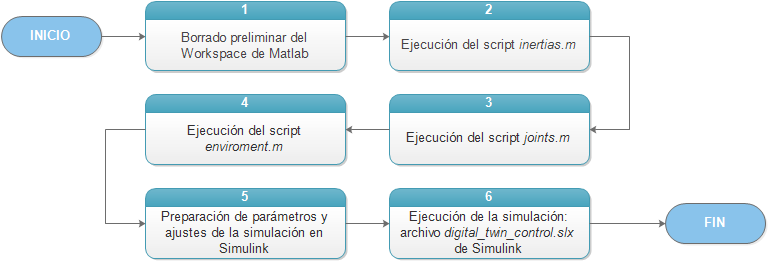 INICIO
1
Borrado preliminar del
Workspace de Matlab
2
Ejecución del script inertias.m
3
Ejecución del script joints.m
4
Ejecución del script
enviroment.m
5
Preparación de parámetros y
ajustes de la simulación en
Simulink
6
Ejecución de la simulación:
archivo digital_twin_control.slx
de Simulink
FIN